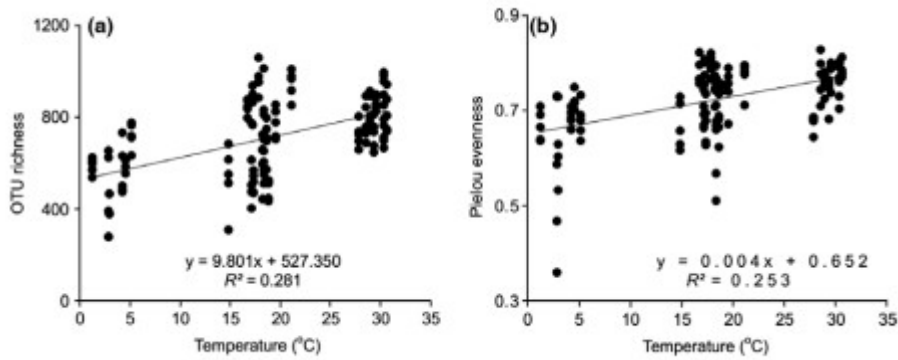 (a)
OTU richness
1200
800
400
0
0 5 10 15 20 25 30 35
y = 9.801x + 527.350
R² = 0.281
Temperature (°C)
(b)
Pielou evenness
0.9
0.7
0.5
0.3
0 5 10 15 20 25 30 35
y = 0.004x + 0.652
R² = 0.253
Temperature (°C)